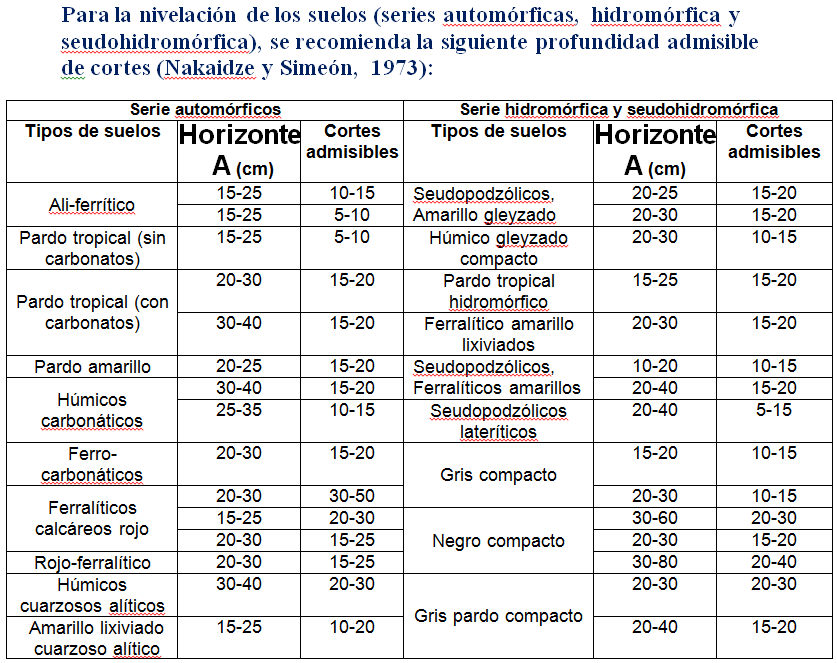 Para la nivelación de los suelos (series automórficas, hidromórfica y
seudohidromórfica), se recomienda la siguiente profundidad admisible
de cortes (Nakaidze y Simeón, 1973):
Serie automórficos Serie hidromórfica y seudohidromórfica
Tipos de suelos Horizonte A (cm) Cortes admisibles Tipos de suelos Horizonte A (cm) Cortes admisibles
Ali-ferrítico 15-25 10-15 Seudopodzólicos, 20-25 15-20
15-25 5-10 Amarillo gleyzado 20-30 15-20
Pardo tropical (sin carbonatos) 15-25 5-10 Húmico gleyzado compacto 20-30 10-15
Pardo tropical (con carbonatos) 20-30 15-20 Pardo tropical hidromórfico 15-25 15-20
30-40 15-20 Ferralítico amarillo lixiviados 20-30 15-20
Pardo amarillo 20-25 15-20 Seudopodzólicos, 10-20 10-15
Húmicos carbonáticos 30-40 15-20 Ferralíticos amarillos 20-40 15-20
25-35 10-15 Seudopodzólicos lateríticos 20-40 5-15
Ferro-carbonáticos 20-30 15-20 Gris compacto 15-20 10-15
Ferralíticos calcáreos rojo 20-30 30-50 20-30 10-15
15-25 20-30 Negro compacto 30-60 20-30
20-30 15-25 20-30 15-20
Rojo-ferralítico 20-30 15-25 30-80 20-40
Húmicos cuarzosos alíticos 30-40 20-30 Gris pardo compacto 20-30 20-30
Amarillo lixiviado cuarzoso alítico 15-25 10-20 20-40 15-20